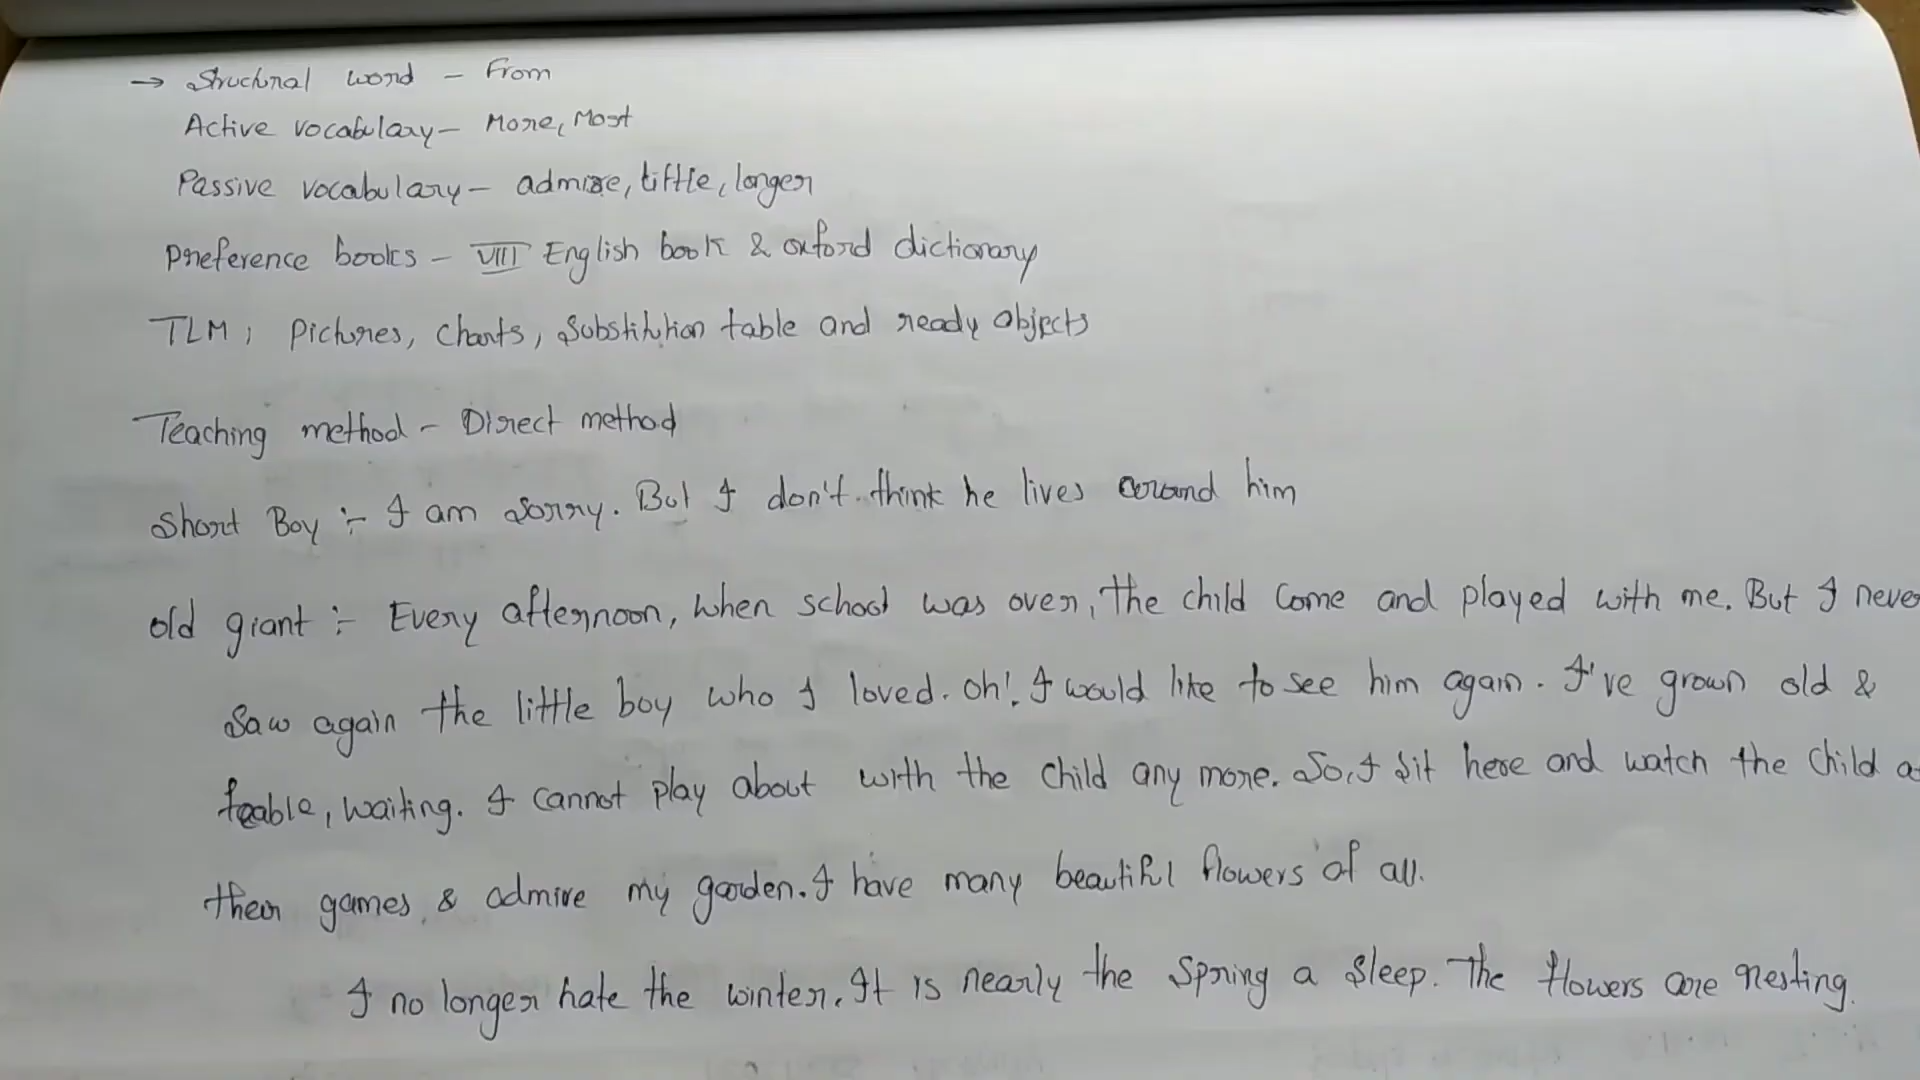 → Structural word - From
Active vocabulary - More, Most
Passive vocabulary - admire, tiffle, longer
Preference books - VIII English book & oxford dictionary
TLM ; Pictures, Charts, Substitution table and ready objects
Teaching method - Direct method
Short Boy :- I am sorry. But I don't think he lives around him
old giant :- Every afternoon, when school was over, the child come and played with me. But I never
Saw again the little boy who I loved. Oh! I would like to see him again. I've grown old &
feable, waiting. I cannot play about with the child any more. So, I sit here and watch the child a
their games & admire my garden. I have many beautiful flowers of all.
I no longer hate the winter. It is nearly the Spring a sleep. The flowers are resting.